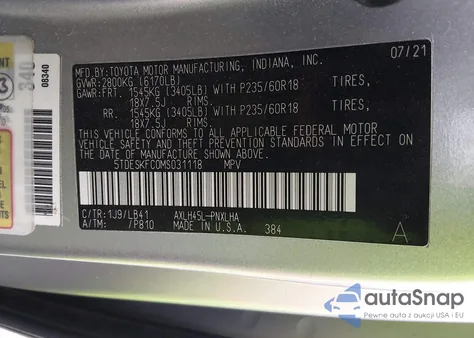 MFD.BY:TOYOTA MOTOR MANUFACTURING, INDIANA, INC. 07/21
GVWR:2800KG (6170LB)
GAWR:FRT. 1545KG (3405LB) WITH P235/60R18 TIRES,
18X7.5J RIMS.
RR. 1545KG (3405LB) WITH P235/60R18 TIRES,
18X7.5J RIMS.
THIS VEHICLE CONFORMS TO ALL APPLICABLE FEDERAL MOTOR
VEHICLE SAFETY AND THEFT PREVENTION STANDARDS IN
EFFECT ON THE DATE OF MANUFACTURE SHOWN ABOVE.
5TDESKFC0MS031118 MPV
C/TR:1J9/LB41 AXLH45L-PNXLHA
A/TM: /P810 MADE IN U.S.A. 384
A
340
08340
autoSnap
Pewne auta z aukcji USA i EU